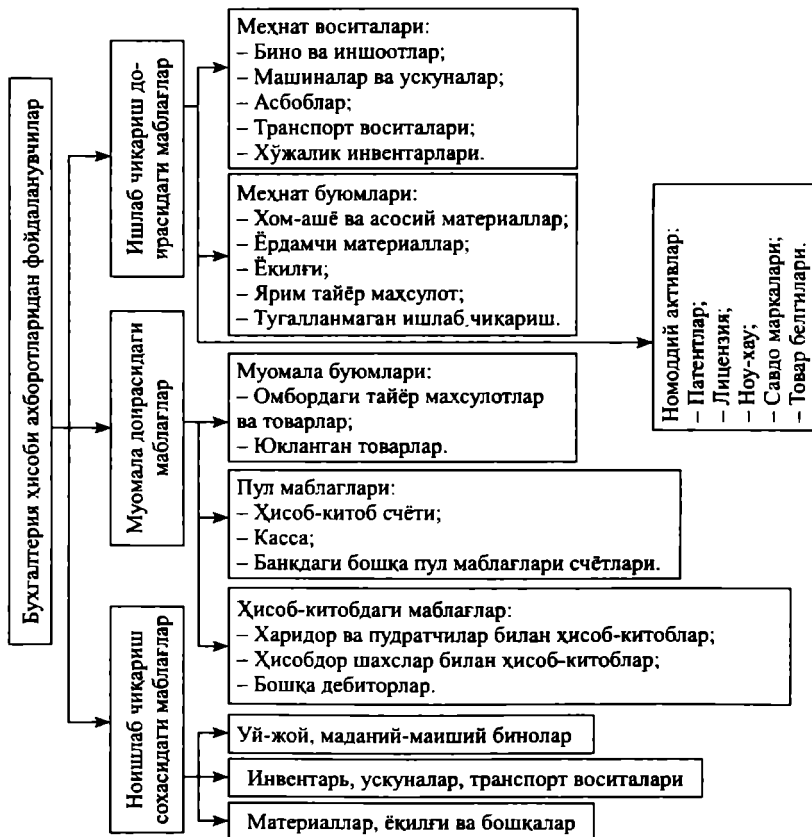 Бухгалтерия ҳисоби ахборотларидан фойдаланувчилар
Ишлаб чиқариш до-
ирасидаги маблағлар
Меҳнат воситалари:
– Бино ва иншоотлар;
– Машиналар ва ускуналар;
– Асбоблар;
– Транспорт воситалари;
– Хўжалик инвентарлари.
Меҳнат буюмлари:
– Хом-ашё ва асосий материаллар;
– Ёрдамчи материаллар;
– Ёқилғи;
– Ярим тайёр маҳсулот;
– Тугалланмаган ишлаб чиқариш.
Номоддий активлар:
– Патентлар;
– Лицензия;
– Ноу-хау;
– Савдо маркалари;
– Товар белгилари.
Муомала доирасидаги
маблағлар
Муомала буюмлари:
– Омбордаги тайёр махсулотлар
ва товарлар;
– Юкланган товарлар.
Пул маблаглари:
– Ҳисоб-китоб счёти;
– Касса;
– Банкдаги бошқа пул маблағлари счётлари.
Ҳисоб-китобдаги маблағлар:
– Харидор ва пудратчилар билан ҳисоб-китоблар;
– Ҳисобдор шахслар билан ҳисоб-китоблар;
– Бошқа дебиторлар.
Ноишлаб чиқариш
сохасидаги маблағлар
Уй-жой, маданий-маиший бинолар
Инвентарь, ускуналар, транспорт воситалари
Материаллар, ёқилғи ва бошқалар